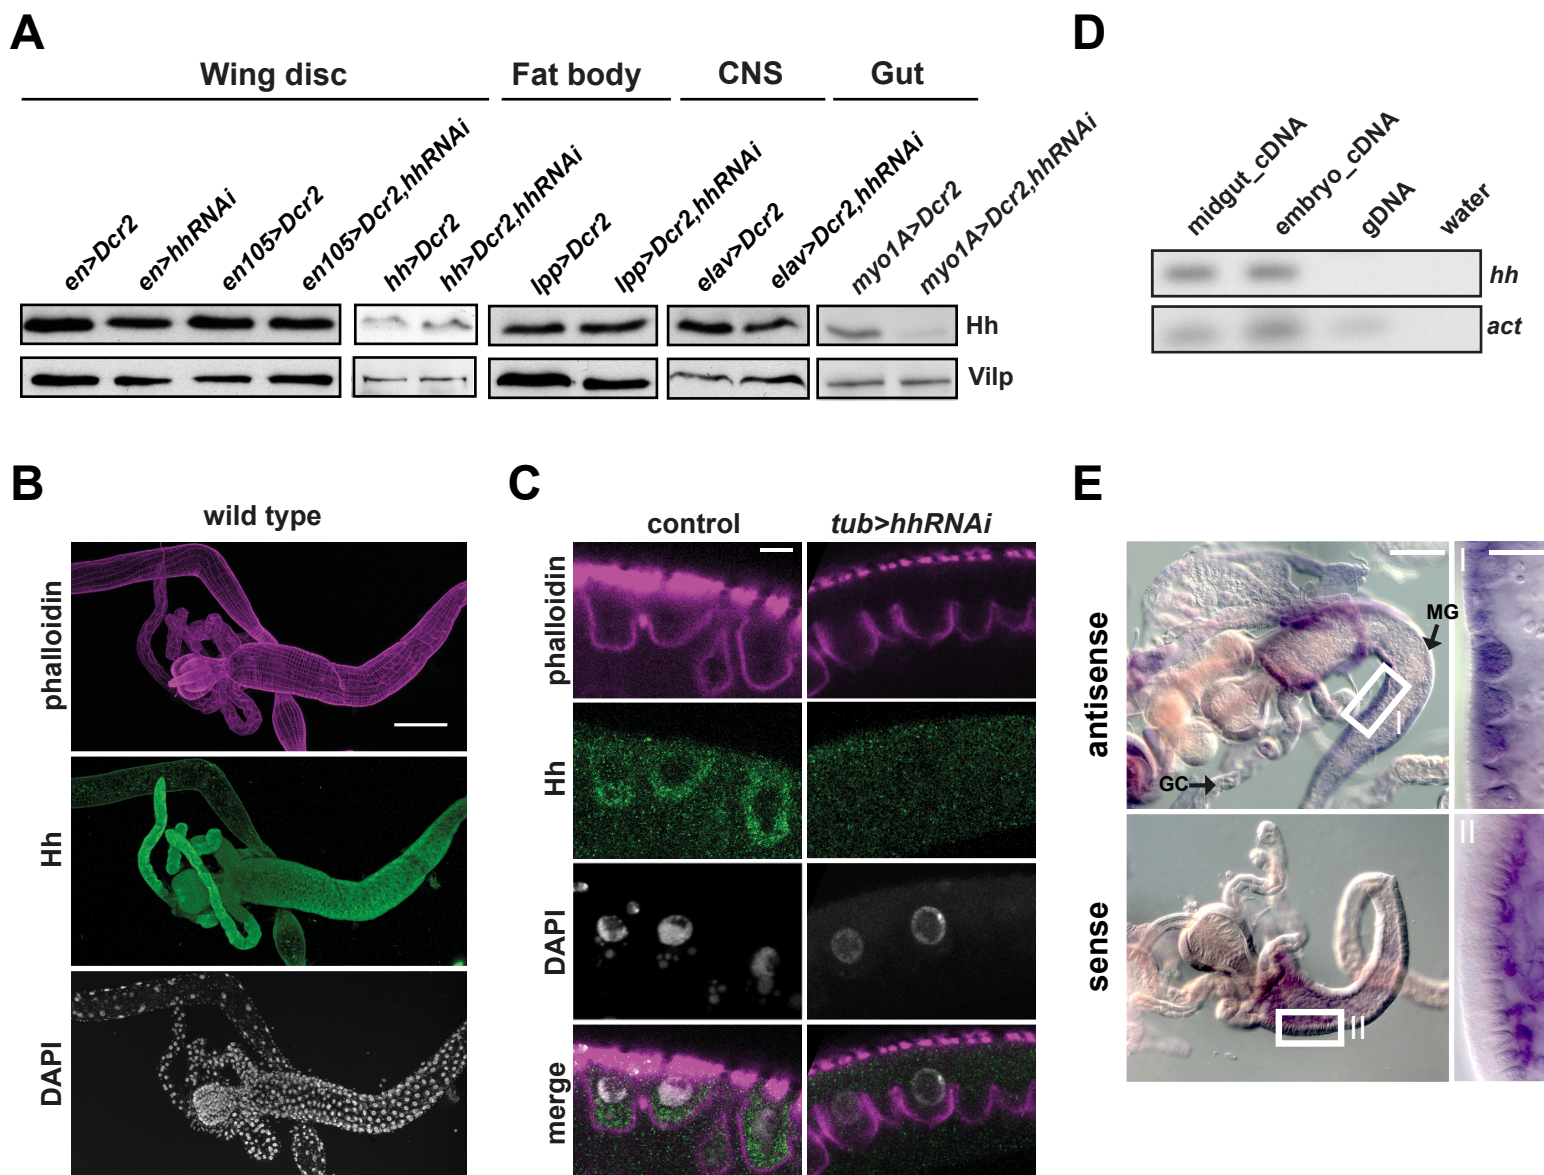 A
Wing disc
Fat body
CNS
Gut
en>Dcr2
en>hhRNAi
en105>Dcr2
en105>Dcr2,hhRNAi
hh>Dcr2
hh>Dcr2,hhRNAi
lpp>Dcr2
lpp>Dcr2,hhRNAi
elav>Dcr2
elav>Dcr2,hhRNAi
myo1A>Dcr2
myo1A>Dcr2,hhRNAi
Hh
Vilp
D
midgut_cDNA
embryo_cDNA
gDNA
water
hh
act
B
wild type
phalloidin
Hh
DAPI
C
control
tub>hhRNAi
phalloidin
Hh
DAPI
merge
E
antisense
MG
GC
I
I
sense
II
II